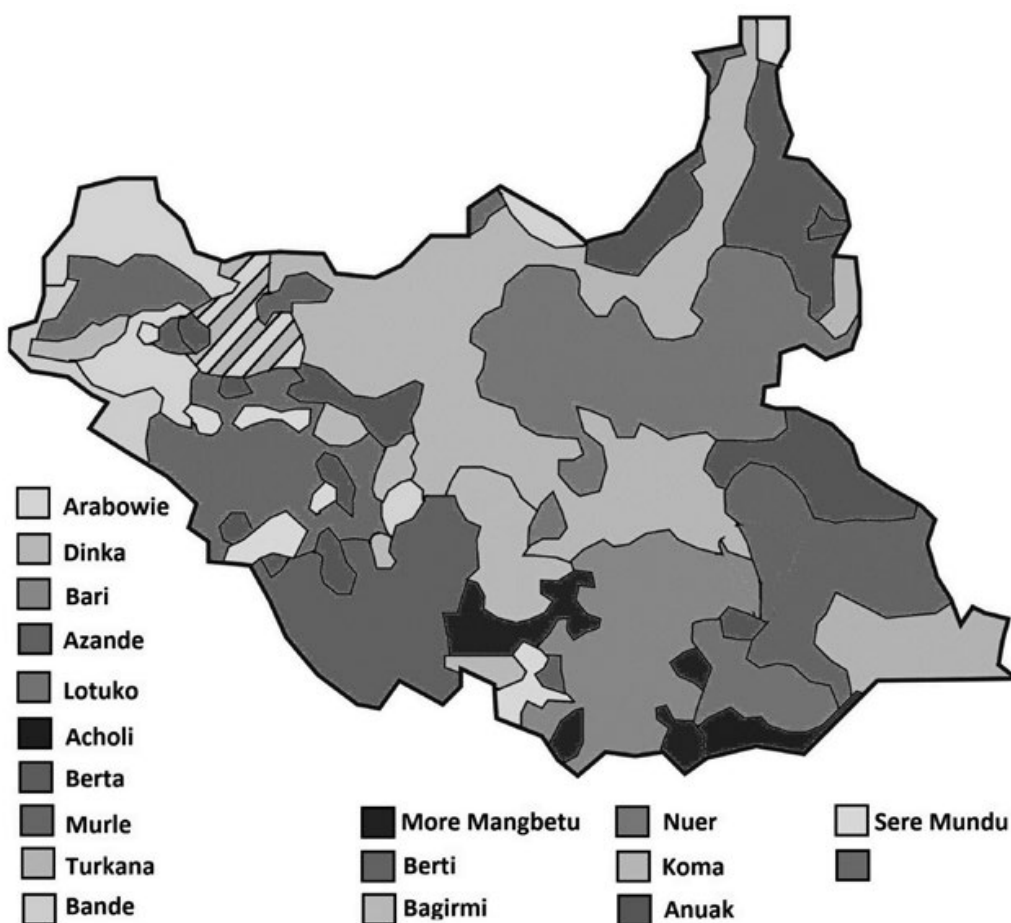 Arabowie
Dinka
Bari
Azande
Lotuko
Acholi
Berta
Murle
Turkana
Bande
More Mangbetu
Berti
Bagirmi
Nuer
Koma
Anuak
Sere Mundu